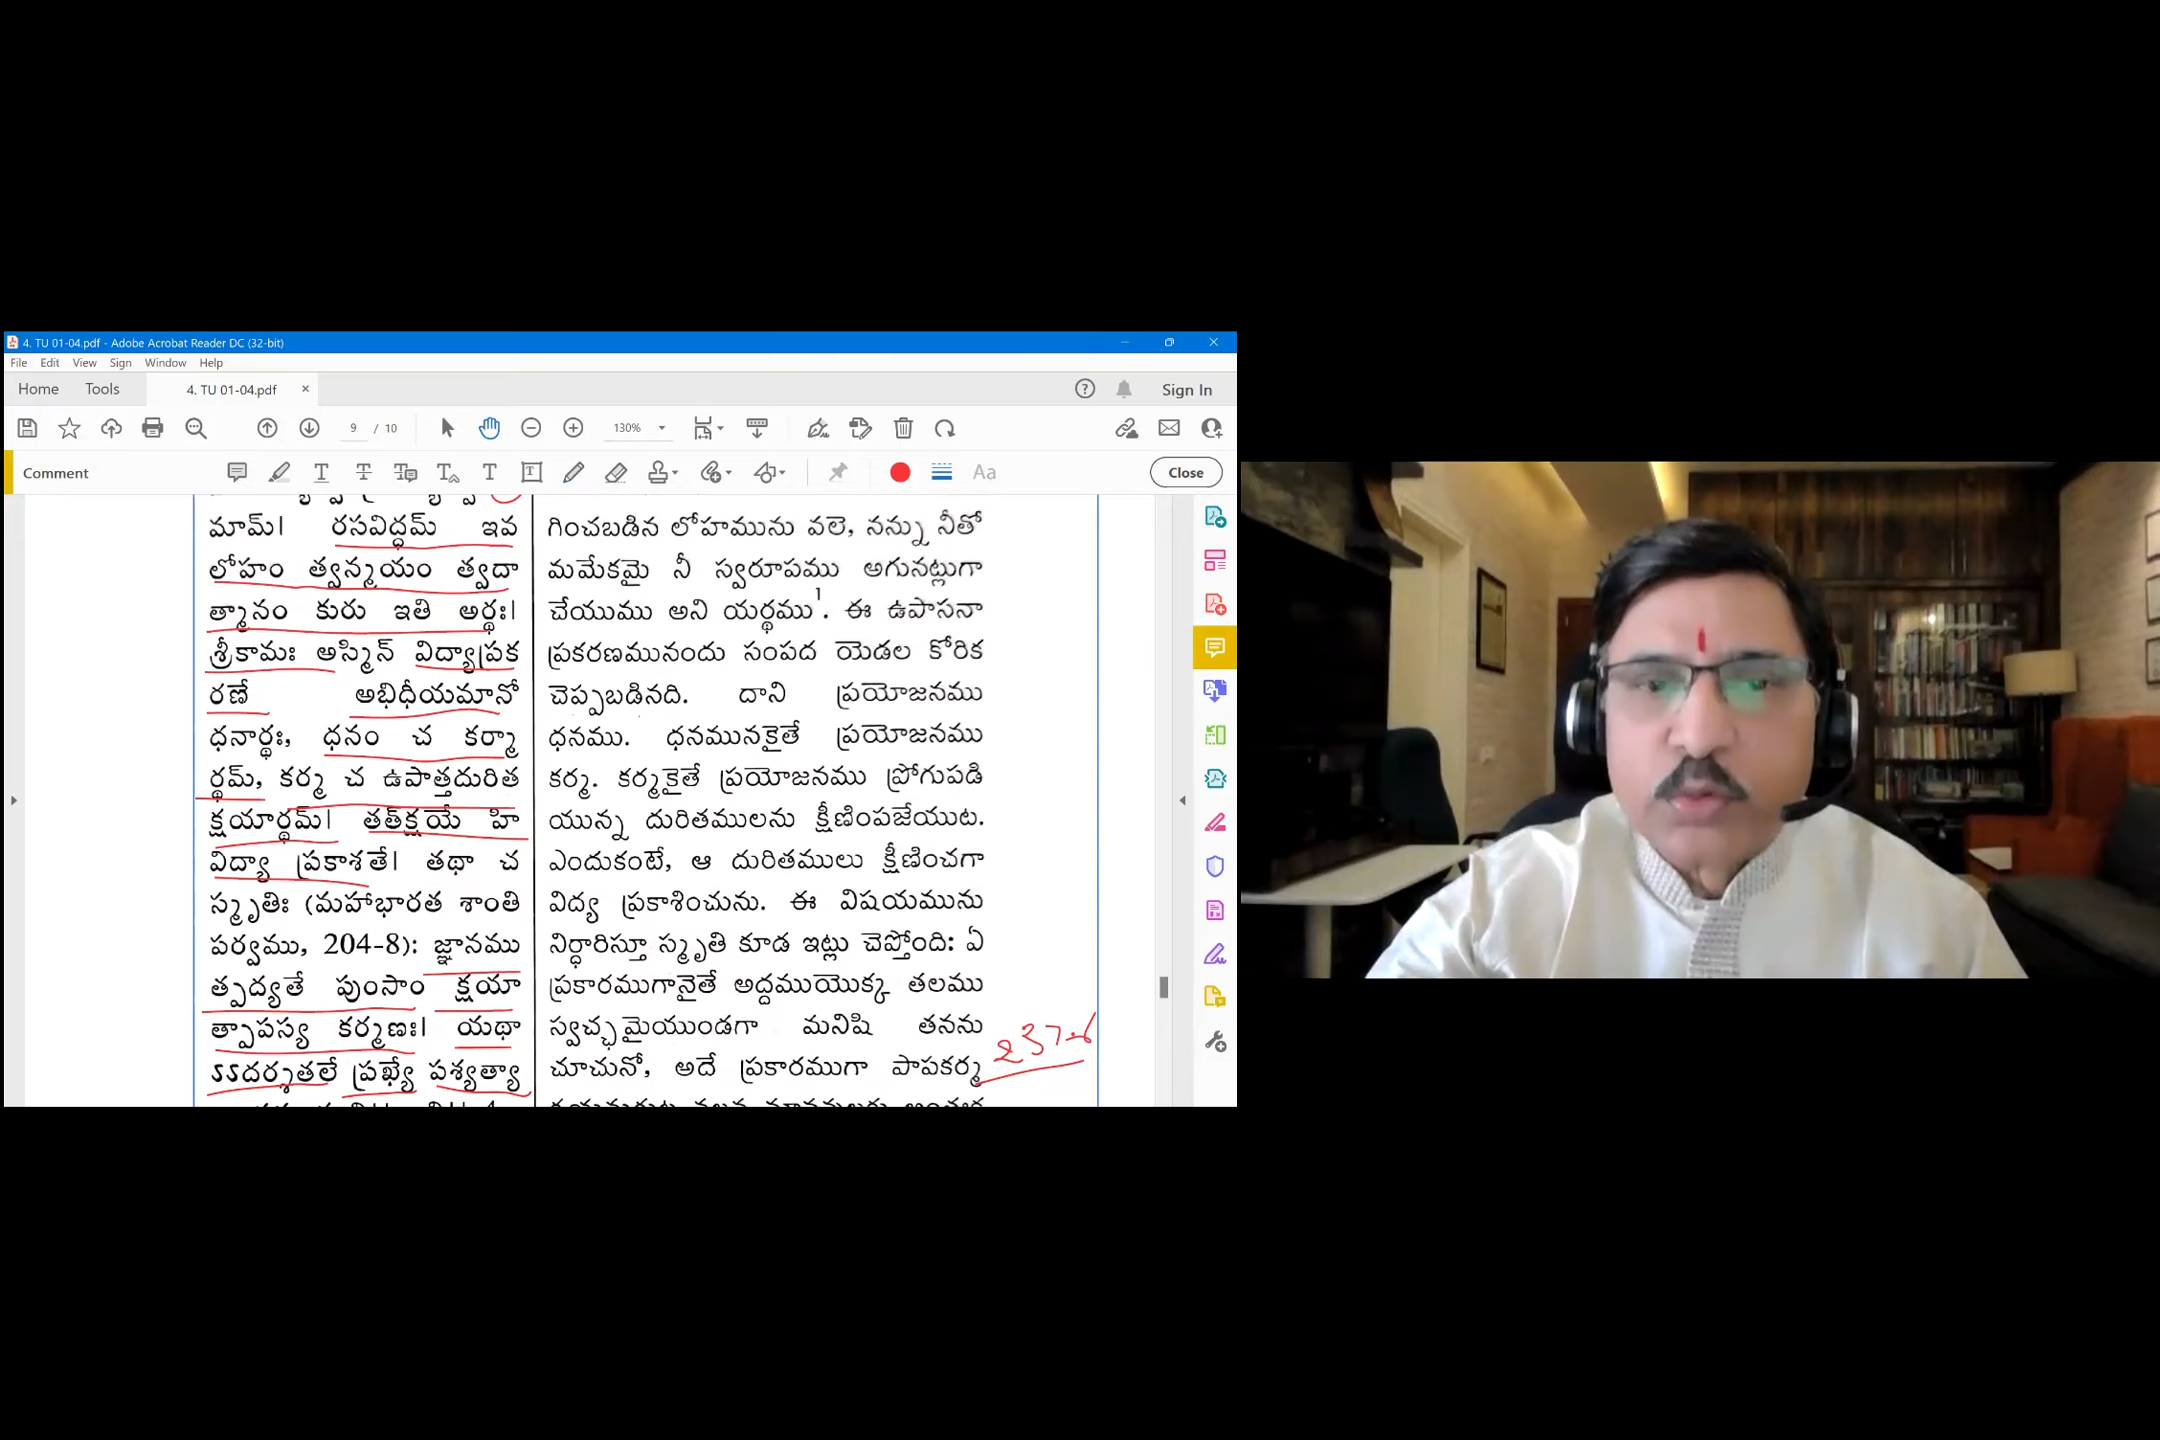 4. TU 01-04.pdf - Adobe Acrobat Reader DC (32-bit)
File Edit View Sign Window Help
Home Tools 4. TU 01-04.pdf × Sign In
9 / 10 130%
Comment Aa Close
మామ్। రసవిద్ధమ్ ఇవ
లోహం త్వన్మయం త్వదా
త్మానం కురు ఇతి అర్థః।
శ్రీకామః అస్మిన్ విద్యాప్రక
రణే అభిధీయమానో
ధనార్థః, ధనం చ కర్మా
ర్థమ్, కర్మ చ ఉపాత్తదురిత
క్షయార్థమ్। తత్‌క్షయే హి
విద్యా ప్రకాశతే। తథా చ
స్మృతిః (మహాభారత శాంతి
పర్వము, 204-8): జ్ఞానము
త్పద్యతే పుంసాం క్షయా
త్పాపస్య కర్మణః। యథా
ఽఽదర్శతలే ప్రఖ్యే పశ్యత్యా
గించబడిన లోహమును వలె, నన్ను నీతో
మమేకమై నీ స్వరూపము అగునట్లుగా
చేయుము అని యర్థము1. ఈ ఉపాసనా
ప్రకరణమునందు సంపద యెడల కోరిక
చెప్పబడినది. దాని ప్రయోజనము
ధనము. ధనమునకైతే ప్రయోజనము
కర్మ. కర్మకైతే ప్రయోజనము ప్రోగుపడి
యున్న దురితములను క్షీణింపజేయుట.
ఎందుకంటే, ఆ దురితములు క్షీణించగా
విద్య ప్రకాశించును. ఈ విషయమును
నిర్ధారిస్తూ స్మృతి కూడ ఇట్లు చెప్తోంది: ఏ
ప్రకారముగానైతే అద్దముయొక్క తలము
స్వచ్ఛమైయుండగా మనిషి తనను
చూచునో, అదే ప్రకారముగా పాపకర్మ